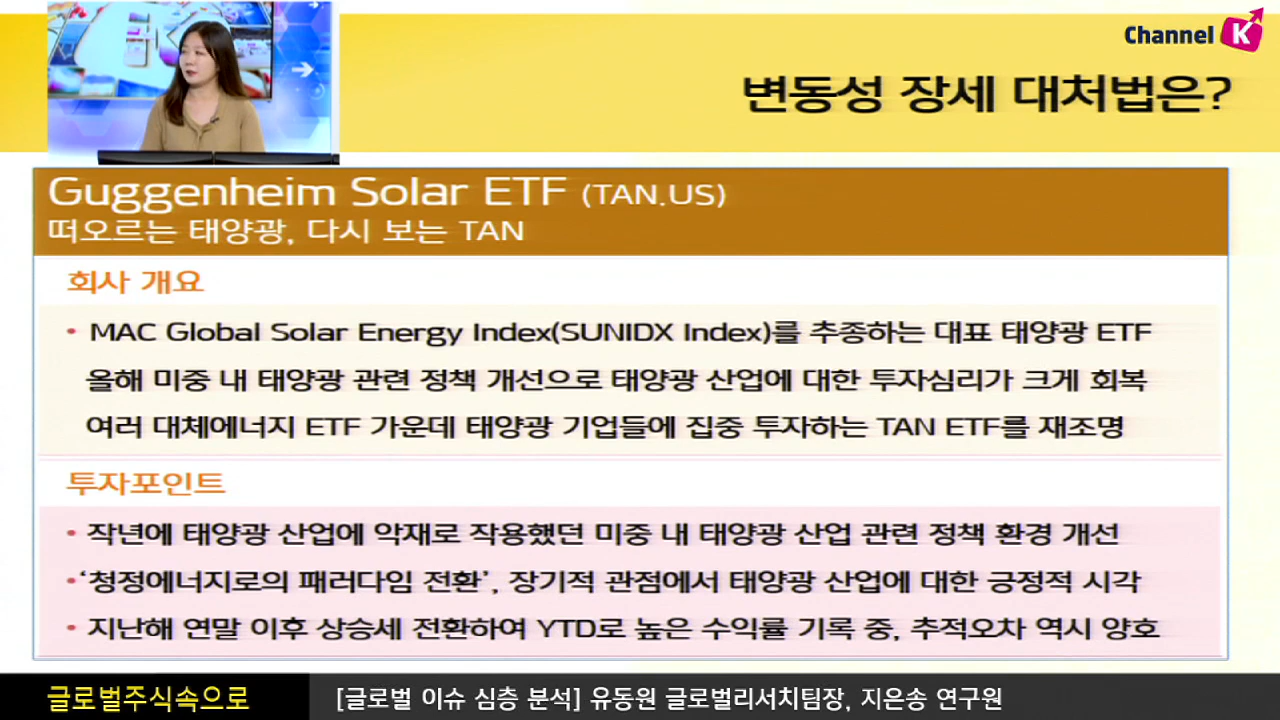 Channel K
변동성 장세 대처법은?
Guggenheim Solar ETF (TAN.US)
떠오르는 태양광, 다시 보는 TAN
회사 개요
• MAC Global Solar Energy Index(SUNIDX Index)를 추종하는 대표 태양광 ETF
올해 미중 내 태양광 관련 정책 개선으로 태양광 산업에 대한 투자심리가 크게 회복
여러 대체에너지 ETF 가운데 태양광 기업들에 집중 투자하는 TAN ETF를 재조명
투자포인트
• 작년에 태양광 산업에 악재로 작용했던 미중 내 태양광 산업 관련 정책 환경 개선
• ‘청정에너지로의 패러다임 전환’, 장기적 관점에서 태양광 산업에 대한 긍정적 시각
• 지난해 연말 이후 상승세 전환하여 YTD로 높은 수익률 기록 중, 추적오차 역시 양호
글로벌주식속으로
[글로벌 이슈 심층 분석] 유동원 글로벌리서치팀장, 지은송 연구원